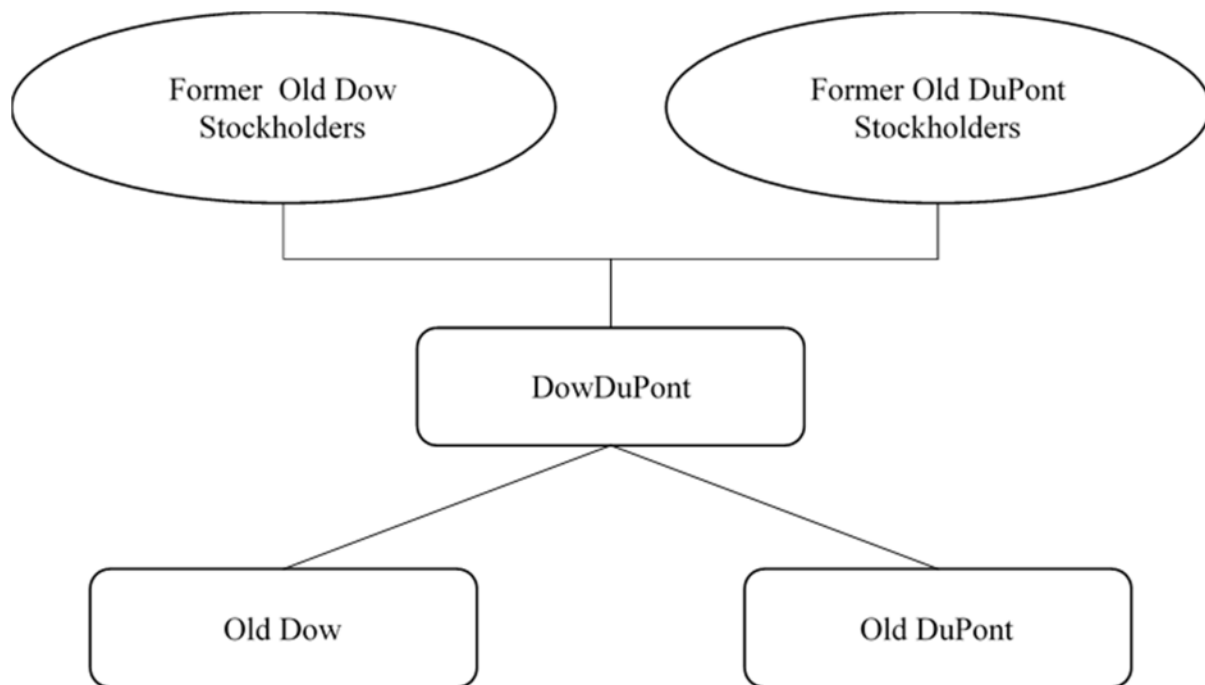 Former Old Dow
Stockholders
Former Old DuPont
Stockholders
DowDuPont
Old Dow
Old DuPont